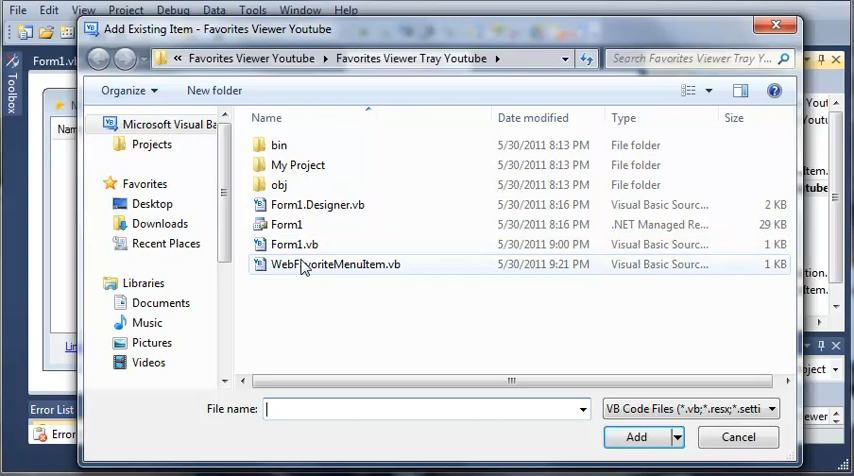 File Edit View Project Debug Data Tools Window Help
Add Existing Item - Favorites Viewer Youtube
Favorites Viewer Youtube Favorites Viewer Tray Youtube
Search Favorites Viewer Tray Y...
Organize New folder
Form1.vb
Toolbox
Name Date modified Type Size
Microsoft Visual Ba
Projects
Favorites
Desktop
Downloads
Recent Places
Libraries
Documents
Music
Pictures
Videos
bin 5/30/2011 8:13 PM File folder
My Project 5/30/2011 8:13 PM File folder
obj 5/30/2011 8:13 PM File folder
Form1.Designer.vb 5/30/2011 8:16 PM Visual Basic Sourc... 2 KB
Form1 5/30/2011 8:16 PM .NET Managed Re... 29 KB
Form1.vb 5/30/2011 9:00 PM Visual Basic Sourc... 1 KB
WebFavoriteMenuItem.vb 5/30/2011 9:21 PM Visual Basic Sourc... 1 KB
File name:
VB Code Files (*.vb;*.resx;*.setti
Add Cancel
Error List
Error